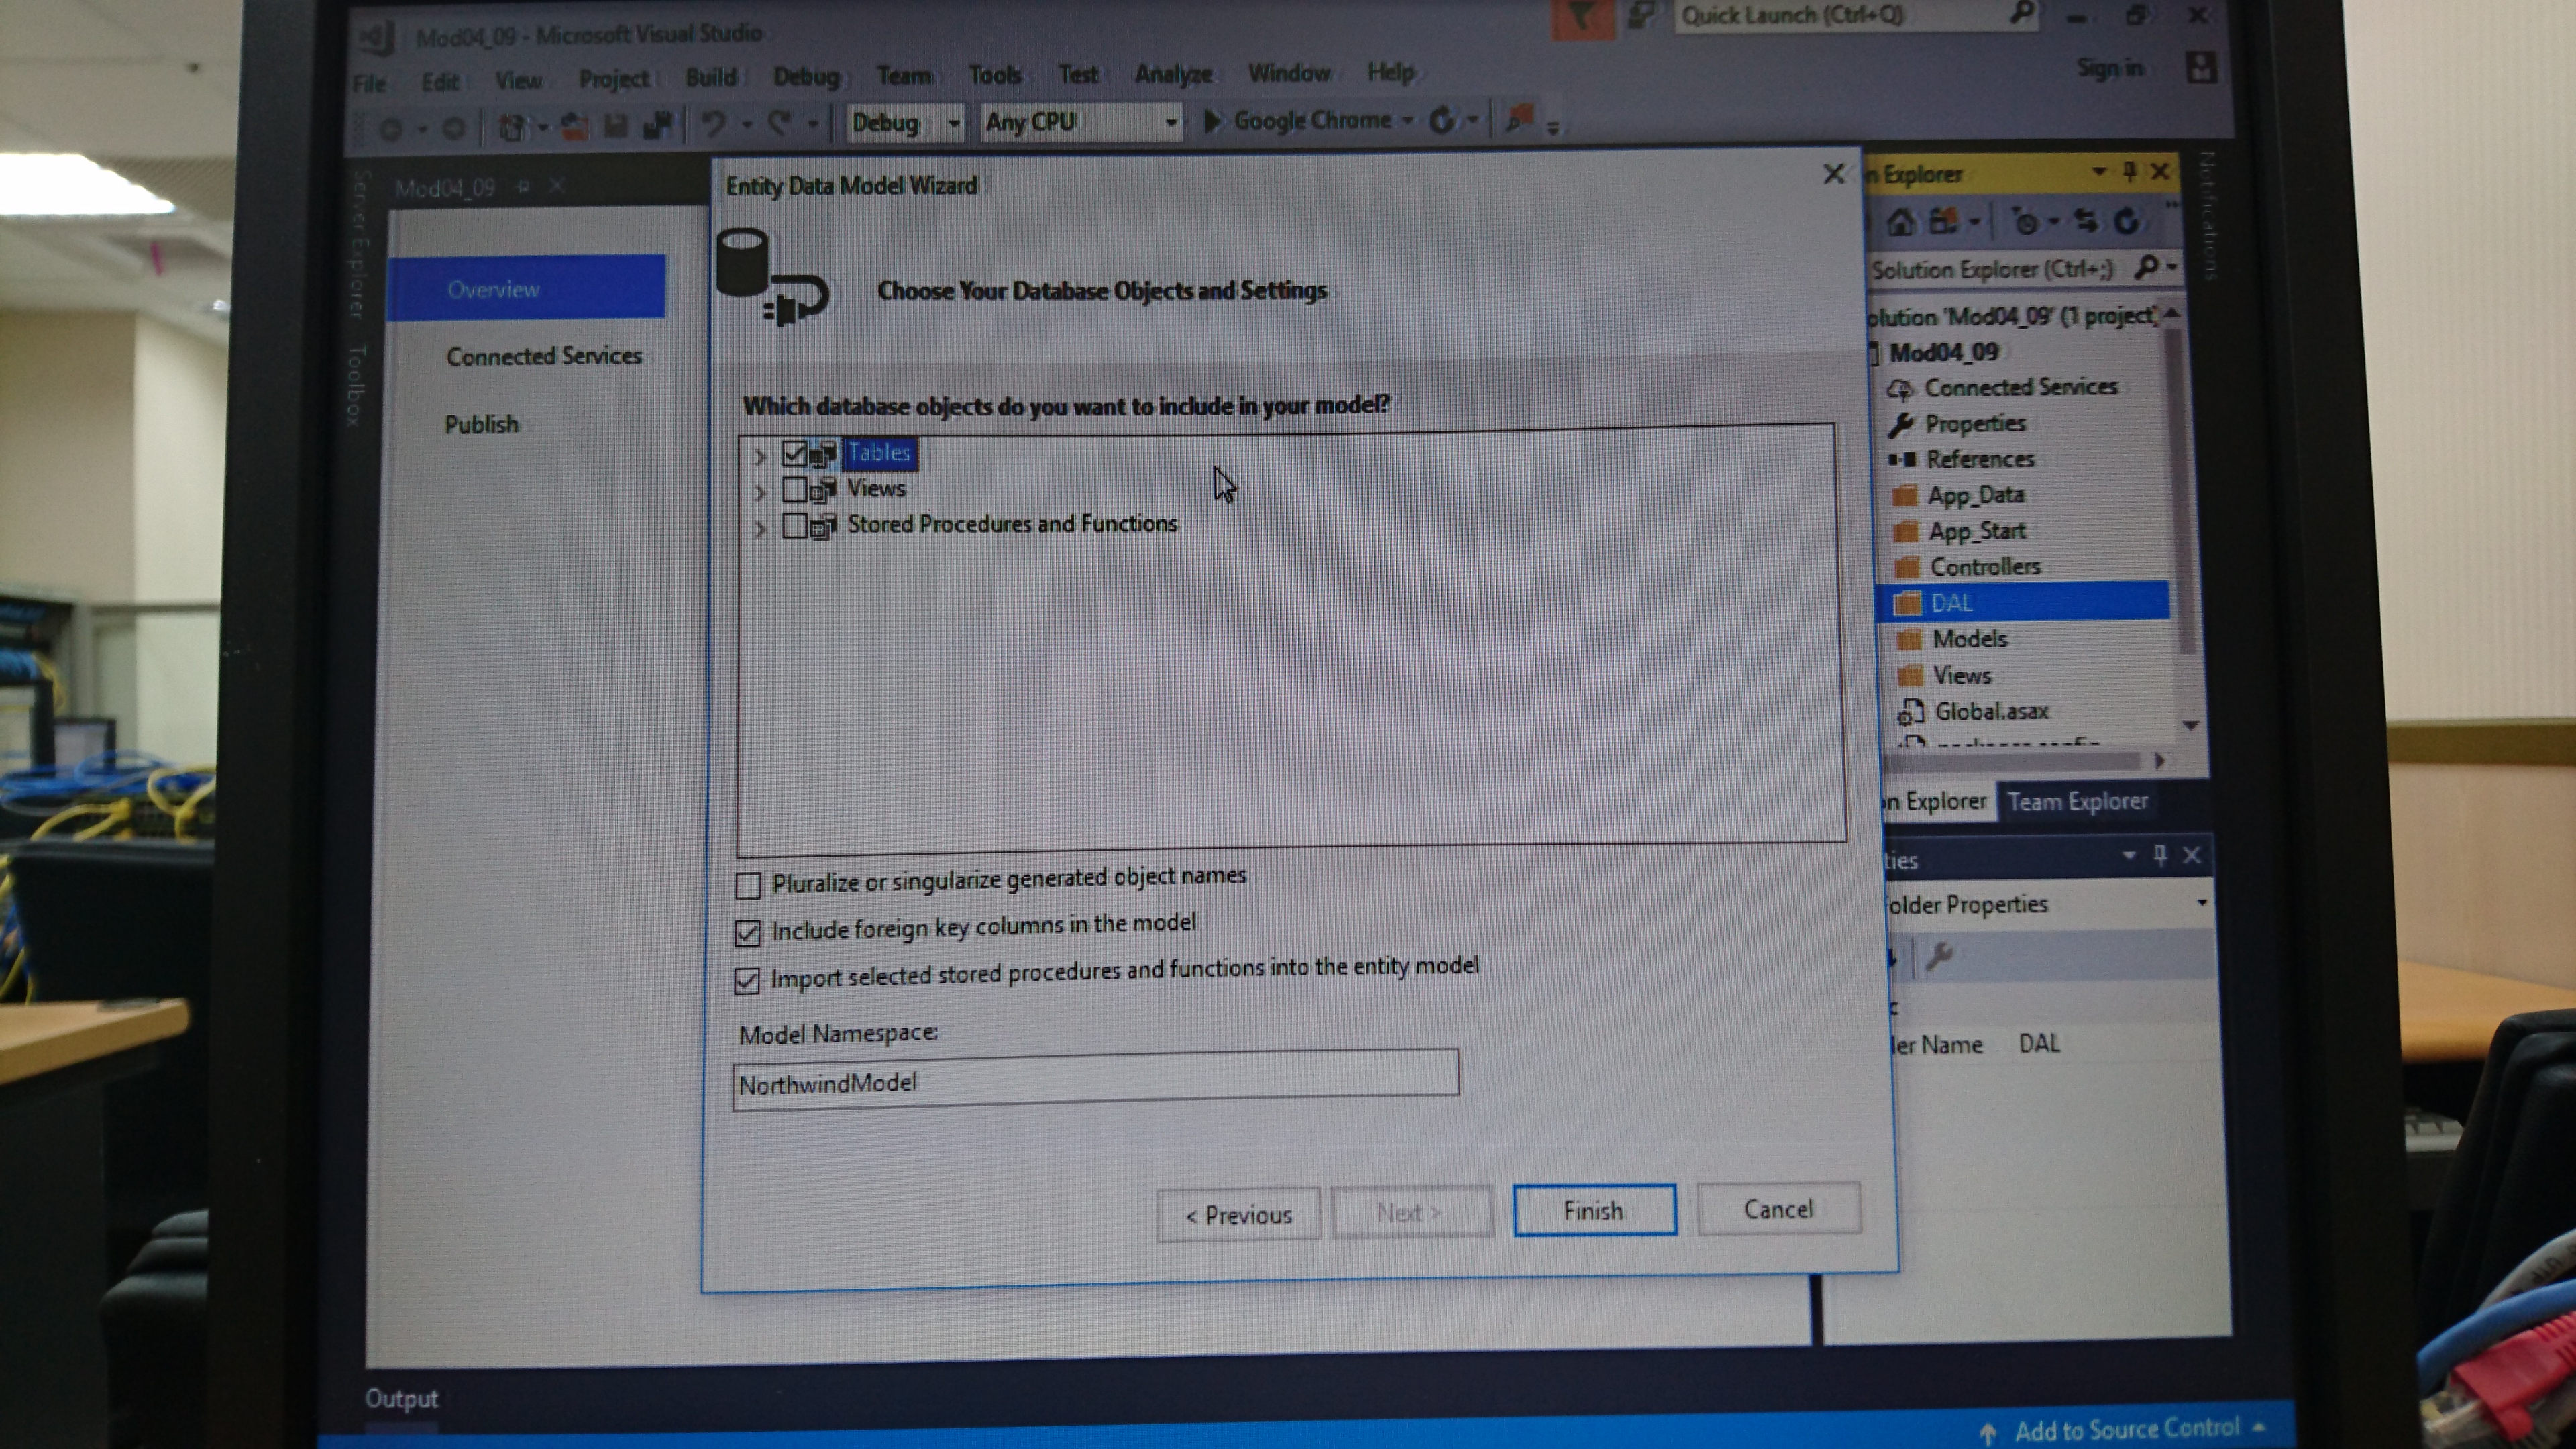 Mod04_09 - Microsoft Visual Studio
Quick Launch (Ctrl+Q)
File Edit View Project Build Debug Team Tools Test Analyze Window Help
Sign in
Debug Any CPU Google Chrome
Server Explorer
Toolbox
Mod04_09
Overview
Connected Services
Publish
Entity Data Model Wizard
Choose Your Database Objects and Settings
Which database objects do you want to include in your model?
Tables
Views
Stored Procedures and Functions
Pluralize or singularize generated object names
Include foreign key columns in the model
Import selected stored procedures and functions into the entity model
Model Namespace:
NorthwindModel
< Previous Next > Finish Cancel
n Explorer
Solution Explorer (Ctrl+;)
olution 'Mod04_09' (1 project)
Mod04_09
Connected Services
Properties
References
App_Data
App_Start
Controllers
DAL
Models
Views
Global.asax
n Explorer Team Explorer
ties
older Properties
c
ler Name DAL
Notifications
Output
Add to Source Control